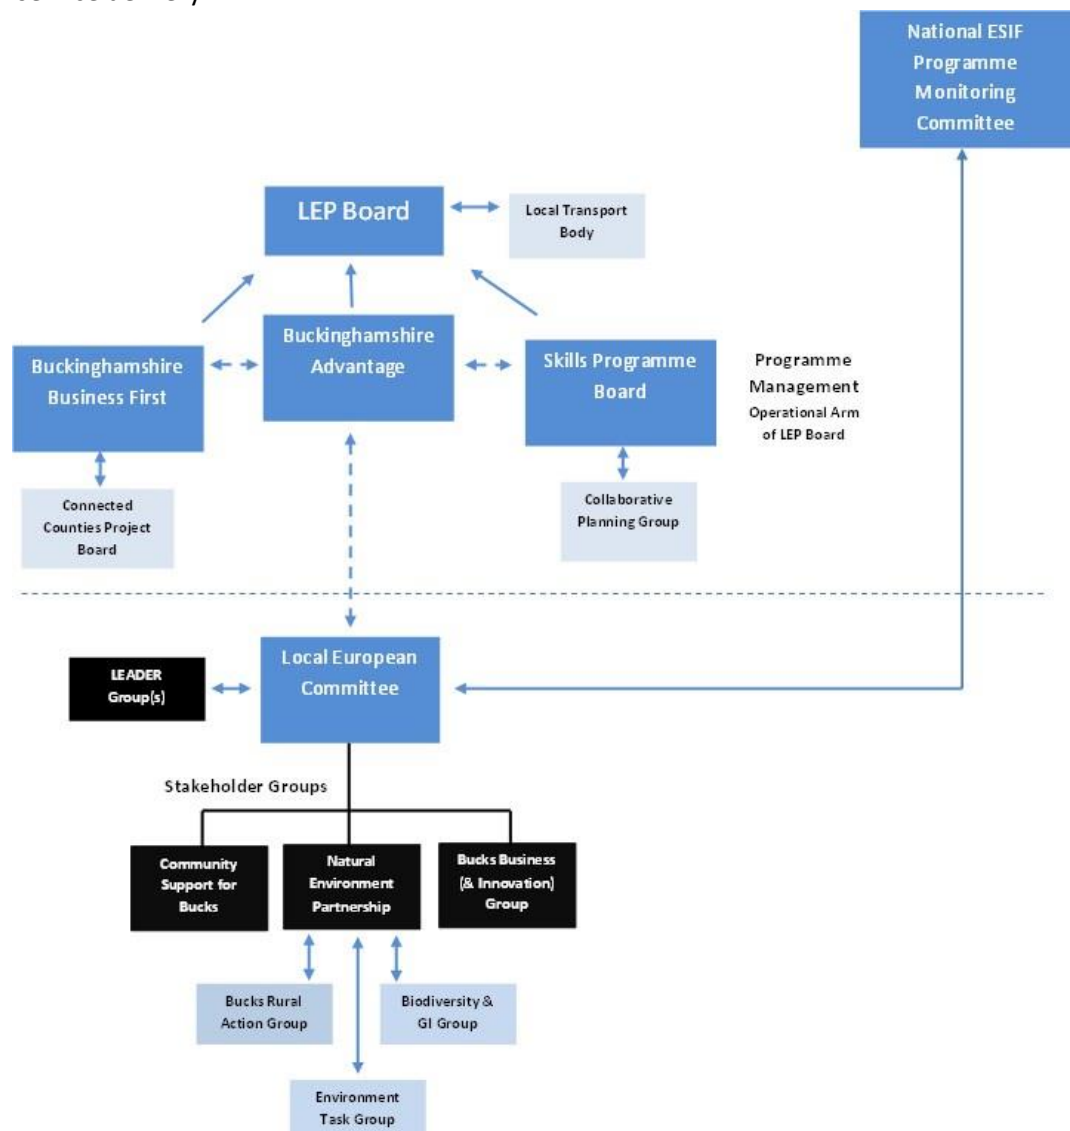 National ESIF
Programme
Monitoring
Committee
LEP Board
Local Transport
Body
Buckinghamshire
Business First
Buckinghamshire
Advantage
Skills Programme
Board
Programme
Management
Operational Arm
of LEP Board
Connected
Counties Project
Board
Collaborative
Planning Group
LEADER
Group(s)
Local European
Committee
Stakeholder Groups
Community
Support for
Bucks
Natural
Environment
Partnership
Bucks Business
(& Innovation)
Group
Bucks Rural
Action Group
Biodiversity &
GI Group
Environment
Task Group